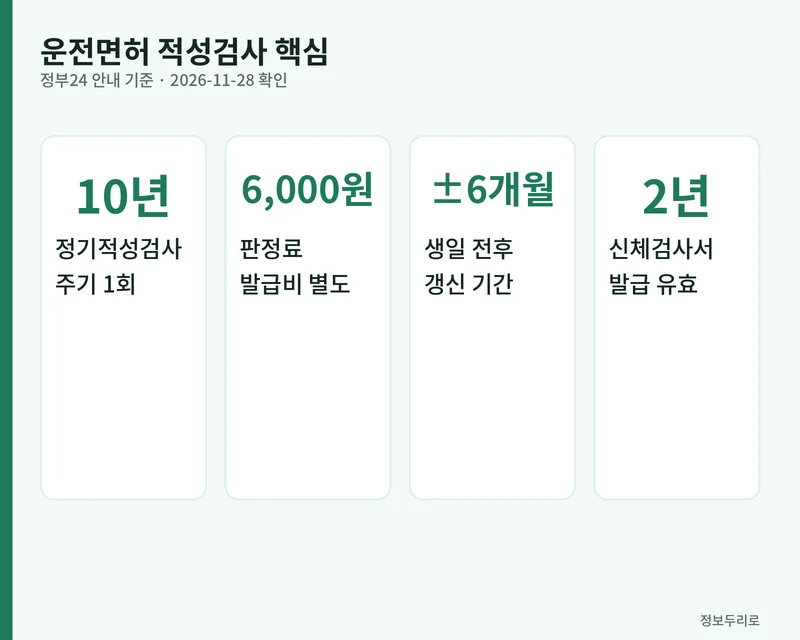 운전면허 적성검사 핵심
정부24 안내 기준 · 2026-11-28 확인
10년
정기적성검사
주기 1회
6,000원
판정료
발급비 별도
±6개월
생일 전후
갱신 기간
2년
신체검사서
발급 유효
정보두리로